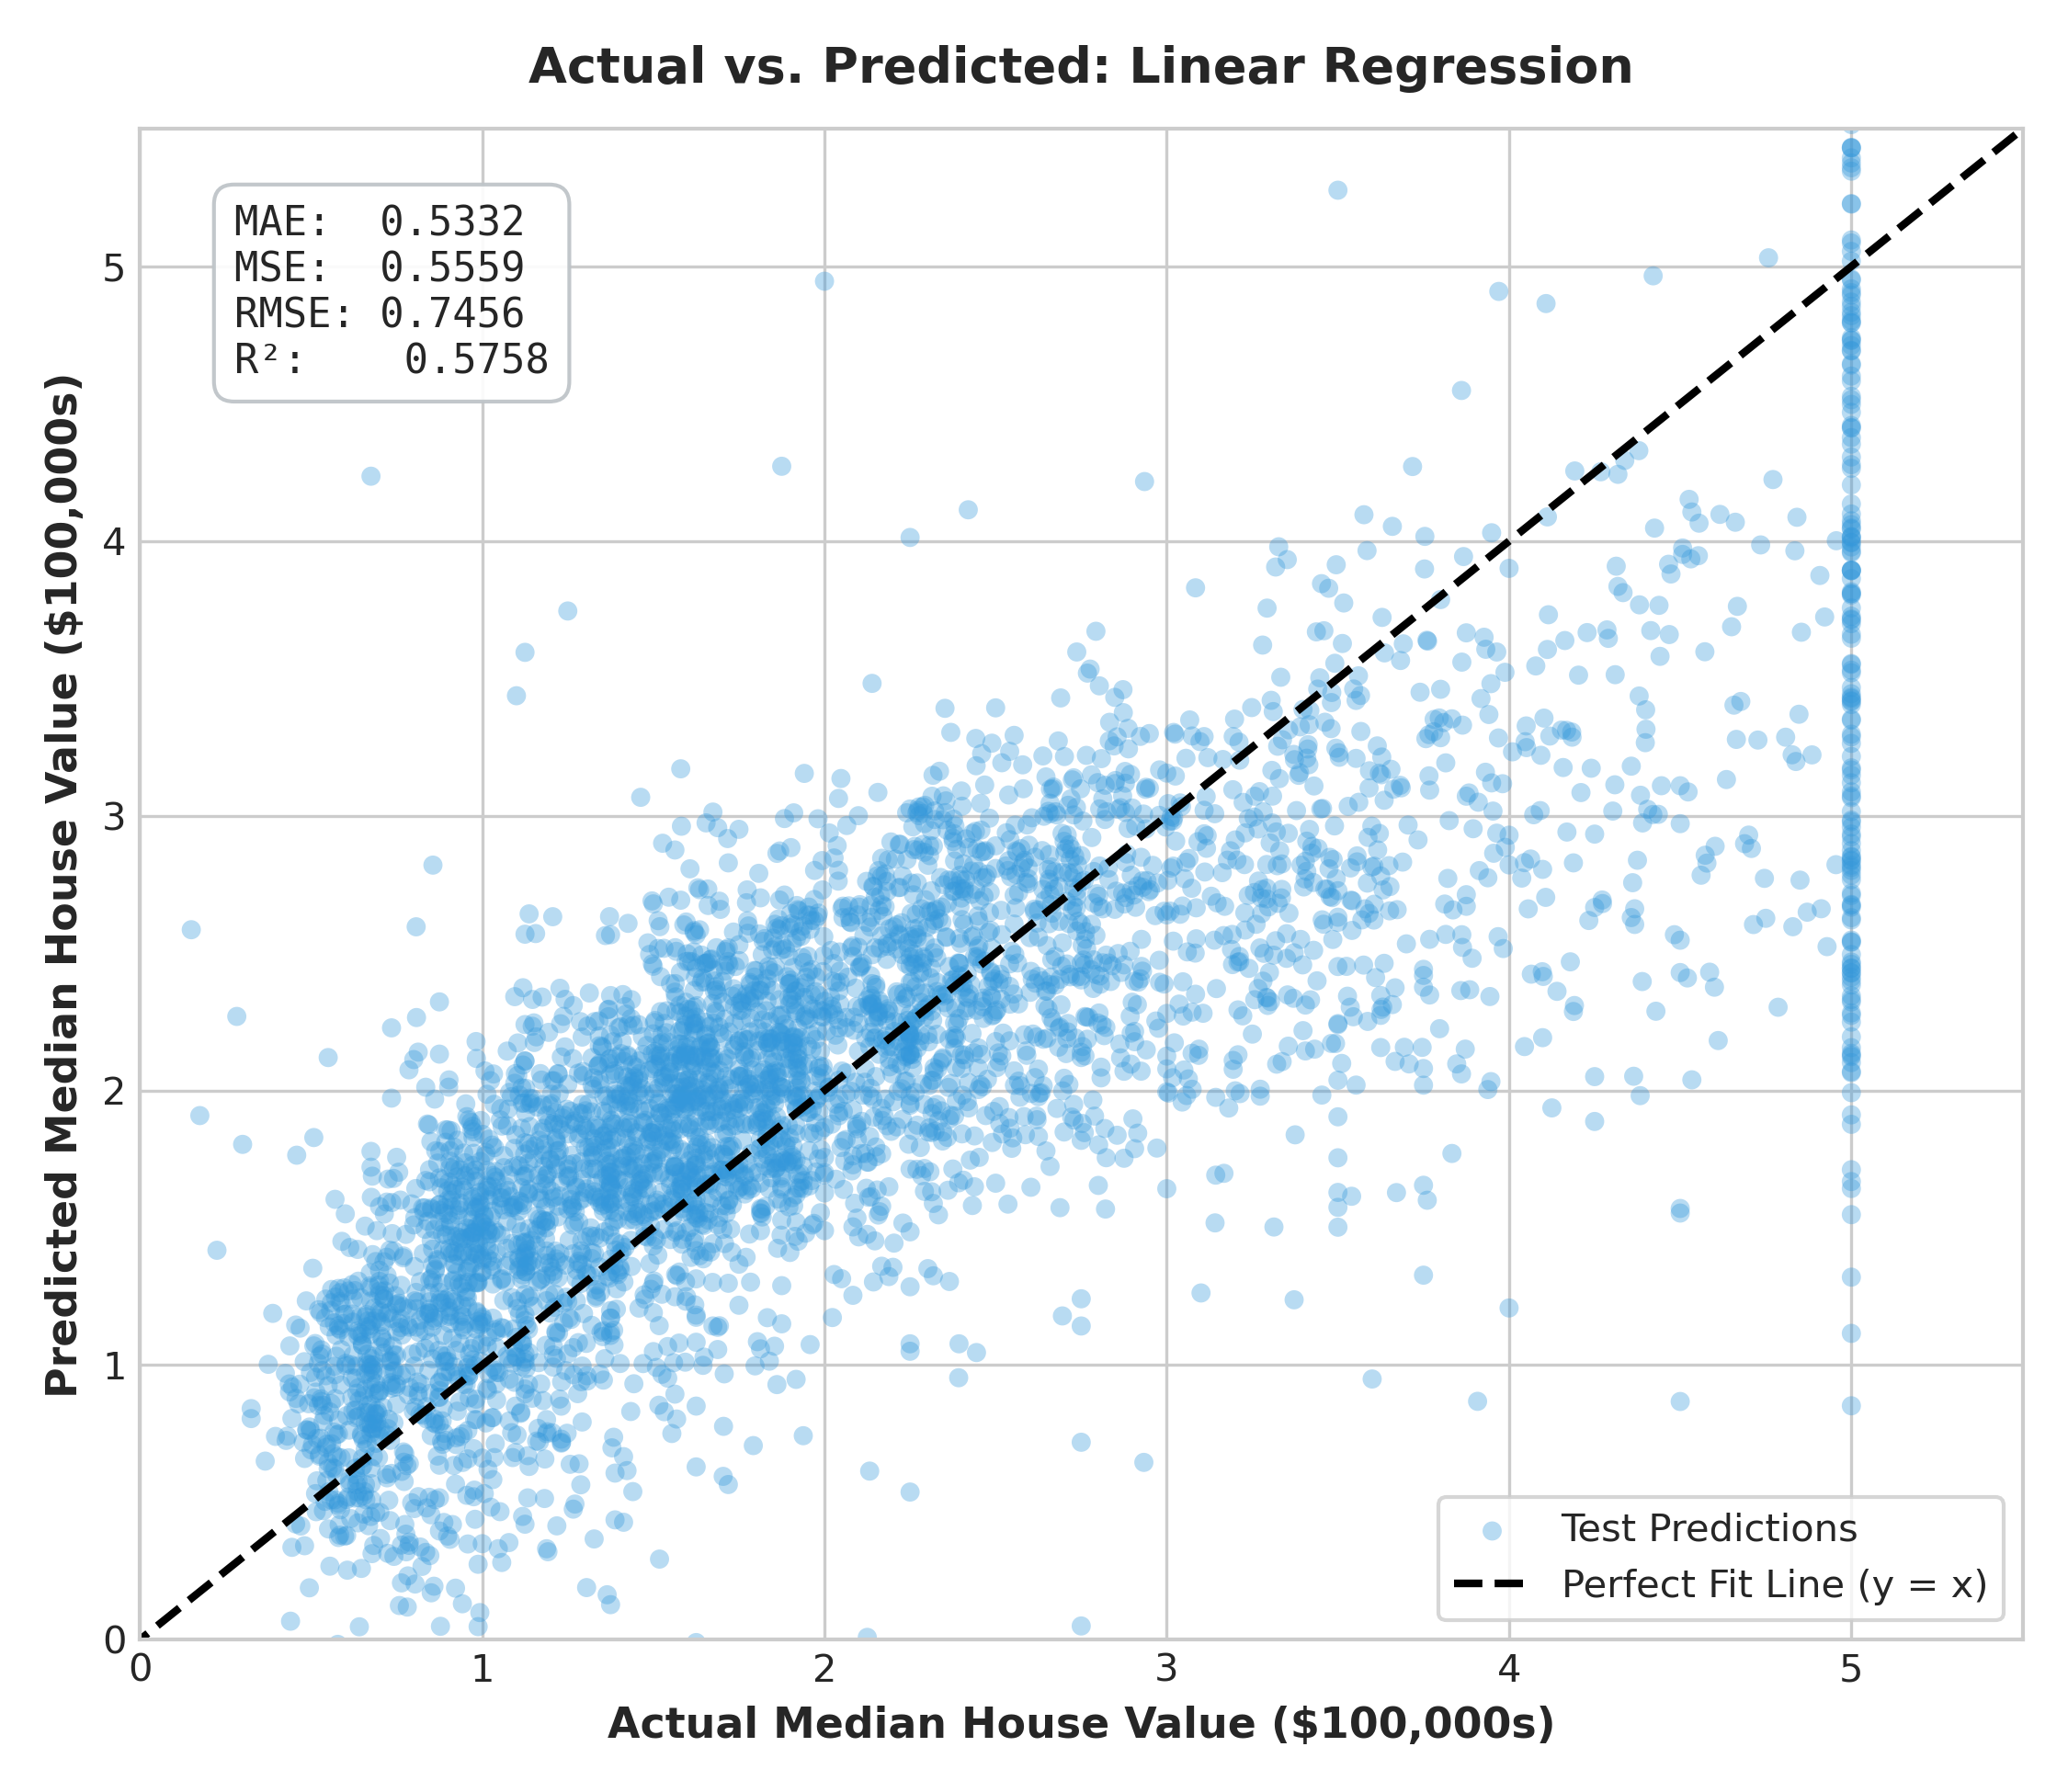 Actual vs. Predicted: Linear Regression
MAE:  0.5332
MSE:  0.5559
RMSE: 0.7456
R²:    0.5758
Predicted Median House Value ($100,000s)
5
4
3
2
1
0
0 1 2 3 4 5
Actual Median House Value ($100,000s)
Test Predictions
Perfect Fit Line (y = x)